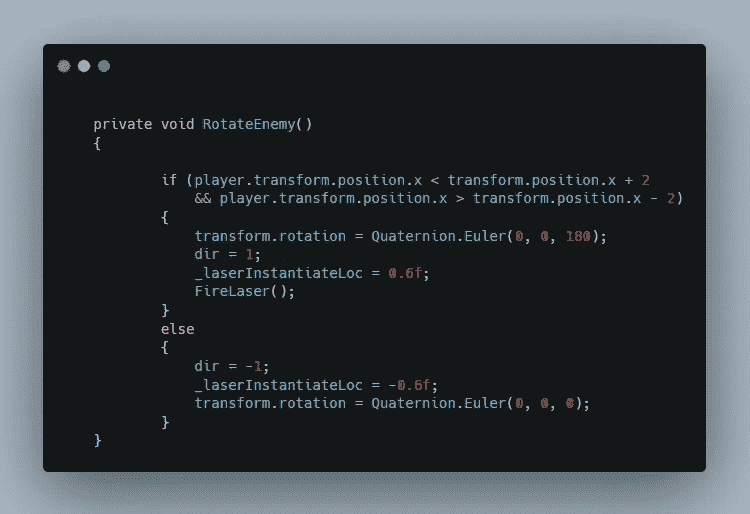 private void RotateEnemy()
{
if (player.transform.position.x < transform.position.x + 2
&& player.transform.position.x > transform.position.x - 2)
{
transform.rotation = Quaternion.Euler(0, 0, 180);
dir = 1;
_laserInstantiateLoc = 0.6f;
FireLaser();
}
else
{
dir = -1;
_laserInstantiateLoc = -0.6f;
transform.rotation = Quaternion.Euler(0, 0, 0);
}
}